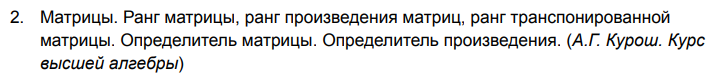 2. Матрицы. Ранг матрицы, ранг произведения матриц, ранг транспонированной
матрицы. Определитель матрицы. Определитель произведения. (А.Г. Курош. Курс
высшей алгебры)